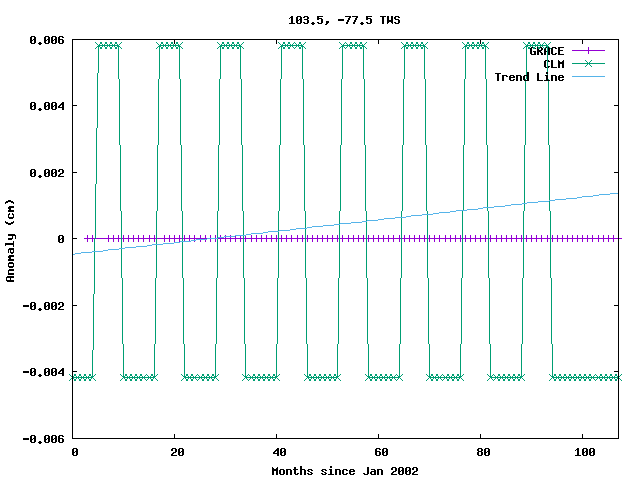 103.5, -77.5 TWS
0.006
0.004
0.002
0
-0.002
-0.004
-0.006
Anomaly (cm)
GRACE
CLM
Trend Line
0 20 40 60 80 100
Months since Jan 2002